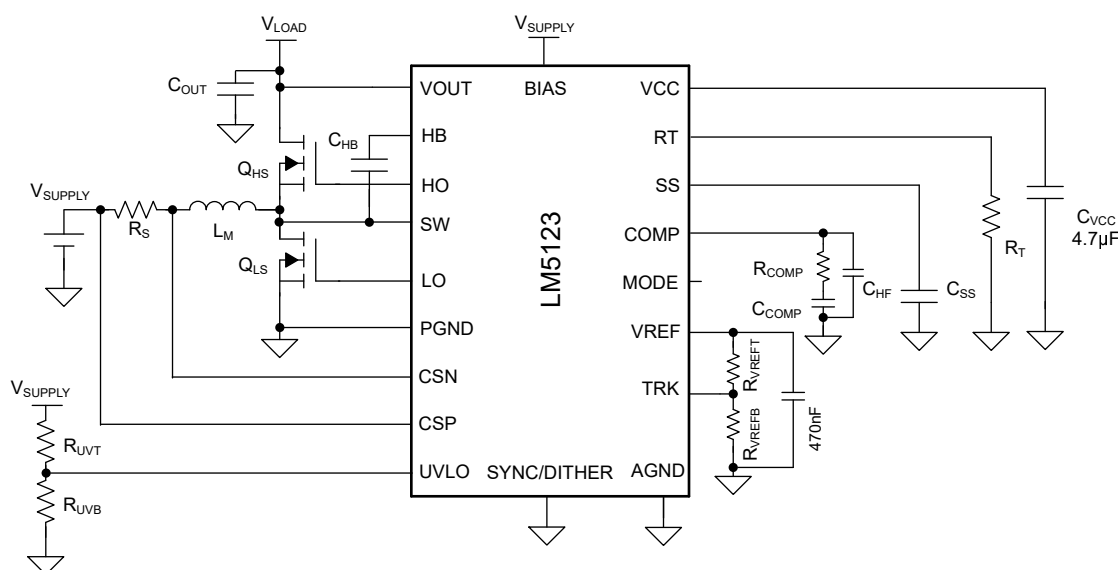 VLOAD
VSUPPLY
COUT
VOUT
BIAS
VCC
HB
CHB
RT
QHS
HO
SS
VSUPPLY
RS
LM
SW
LM5123
COMP
RCOMP
CHF
CSS
RT
CVCC
4.7µF
QLS
LO
MODE
CCOMP
PGND
VREF
RVREFT
CSN
TRK
VSUPPLY
CSP
RVREFB
470nF
RUVT
UVLO
SYNC/DITHER
AGND
RUVB